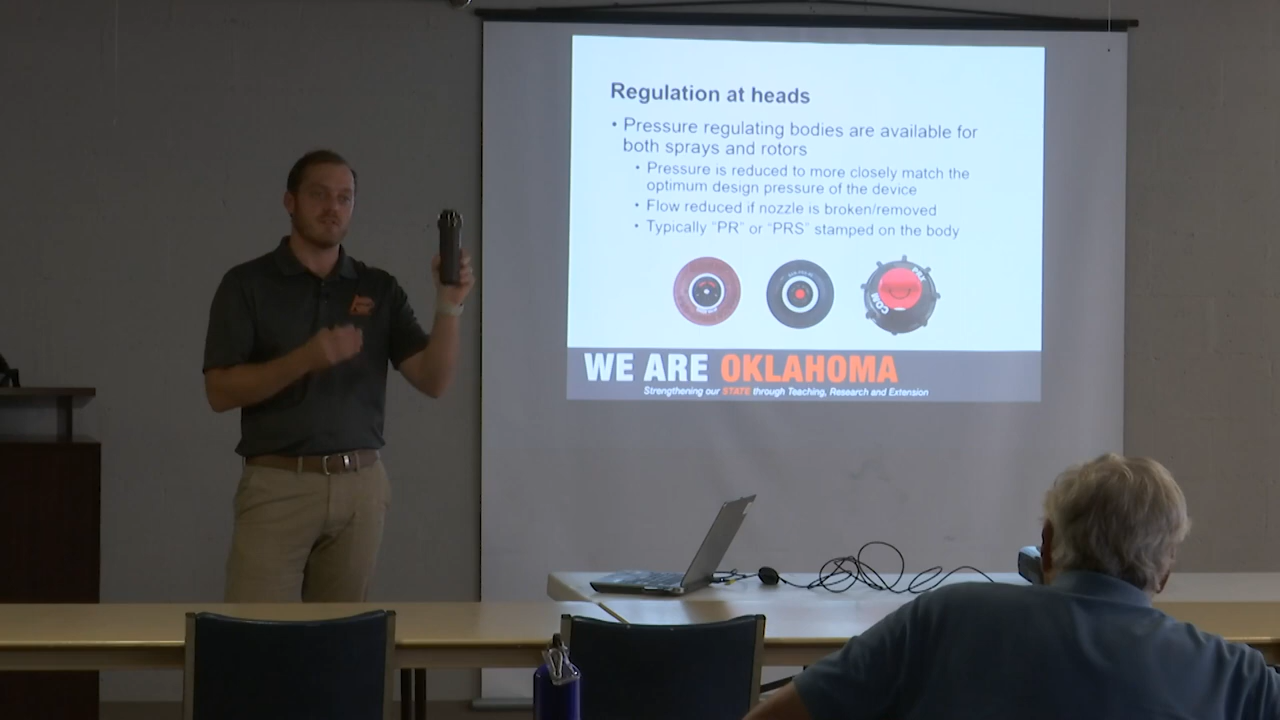 Regulation at heads
• Pressure regulating bodies are available for
both sprays and rotors
• Pressure is reduced to more closely match the
optimum design pressure of the device
• Flow reduced if nozzle is broken/removed
• Typically "PR" or "PRS" stamped on the body
WE ARE OKLAHOMA
Strengthening our STATE through Teaching, Research and Extension